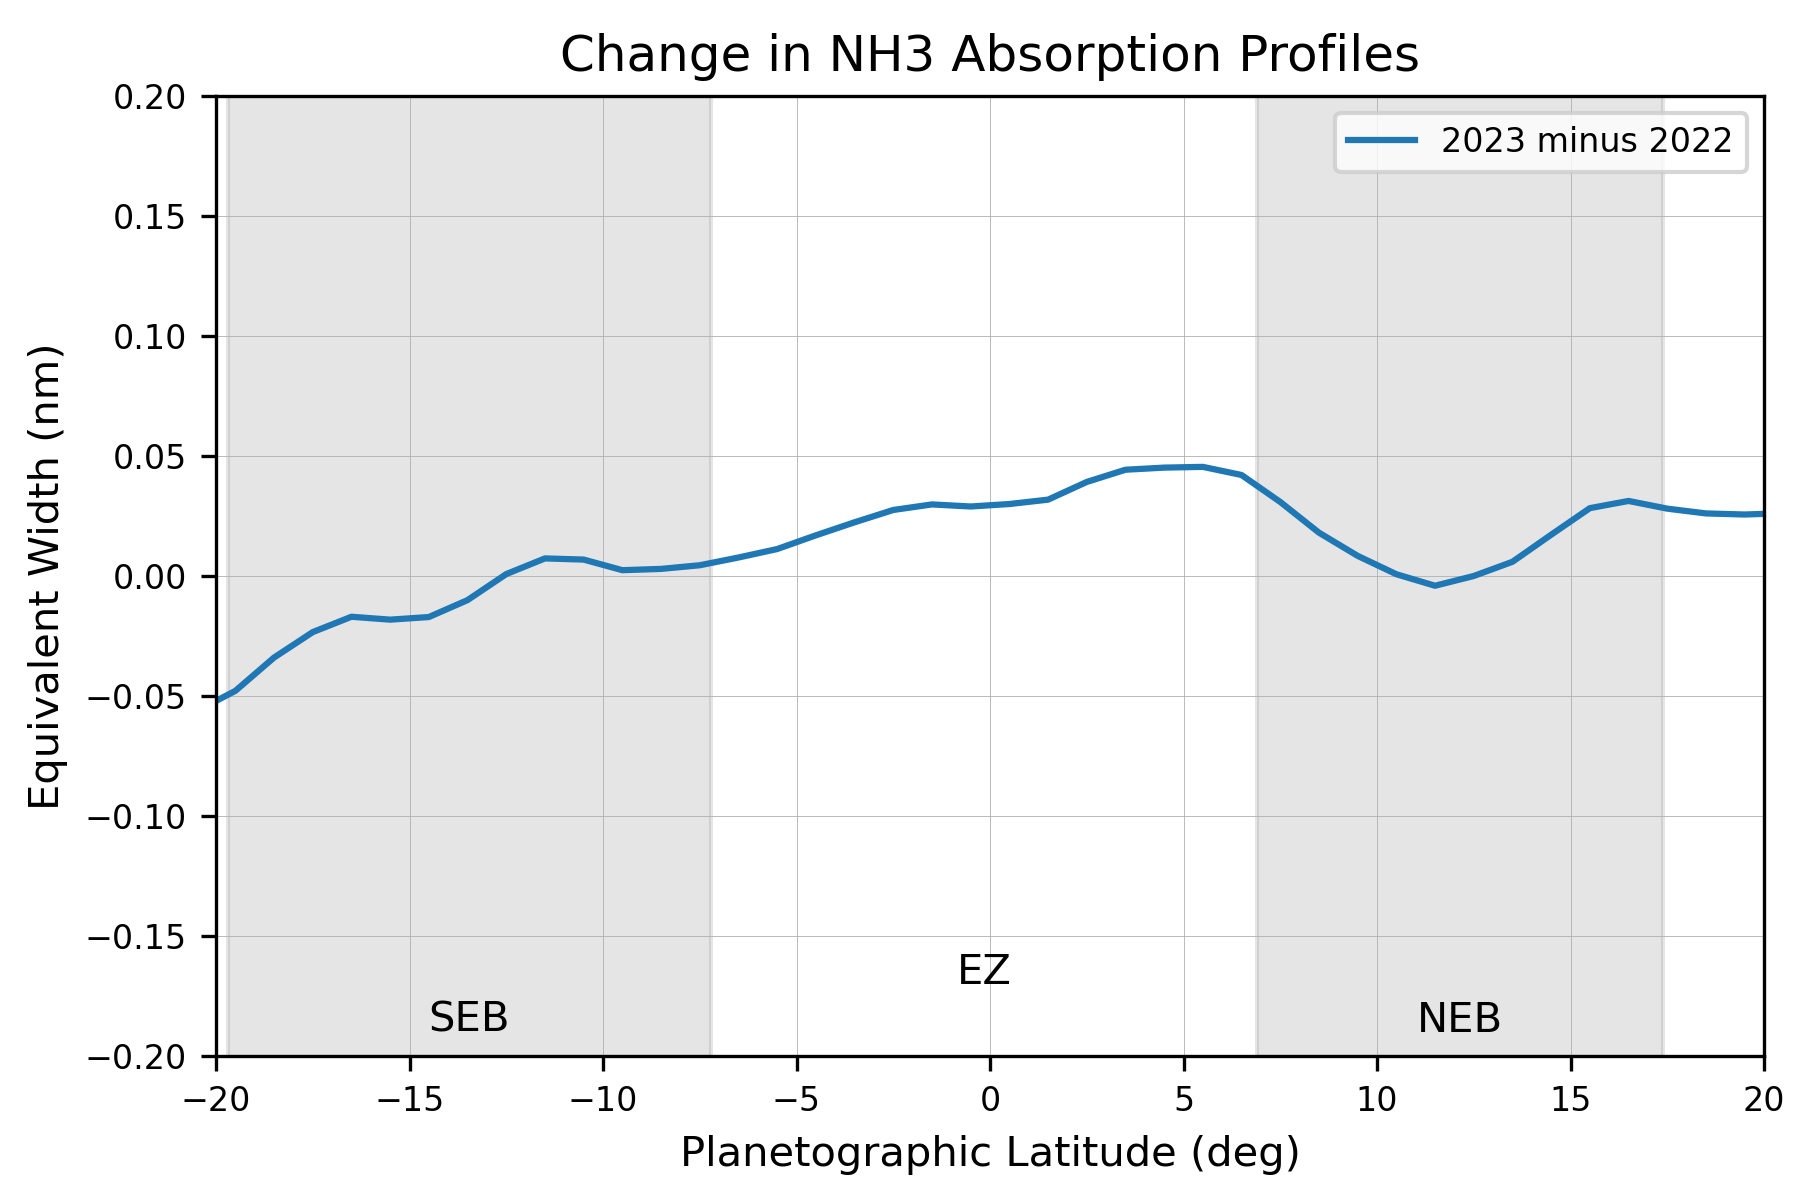 Change in NH3 Absorption Profiles
2023 minus 2022
0.20
0.15
0.10
0.05
0.00
−0.05
−0.10
−0.15
−0.20
Equivalent Width (nm)
EZ
SEB
NEB
−20
−15
−10
−5
0
5
10
15
20
Planetographic Latitude (deg)